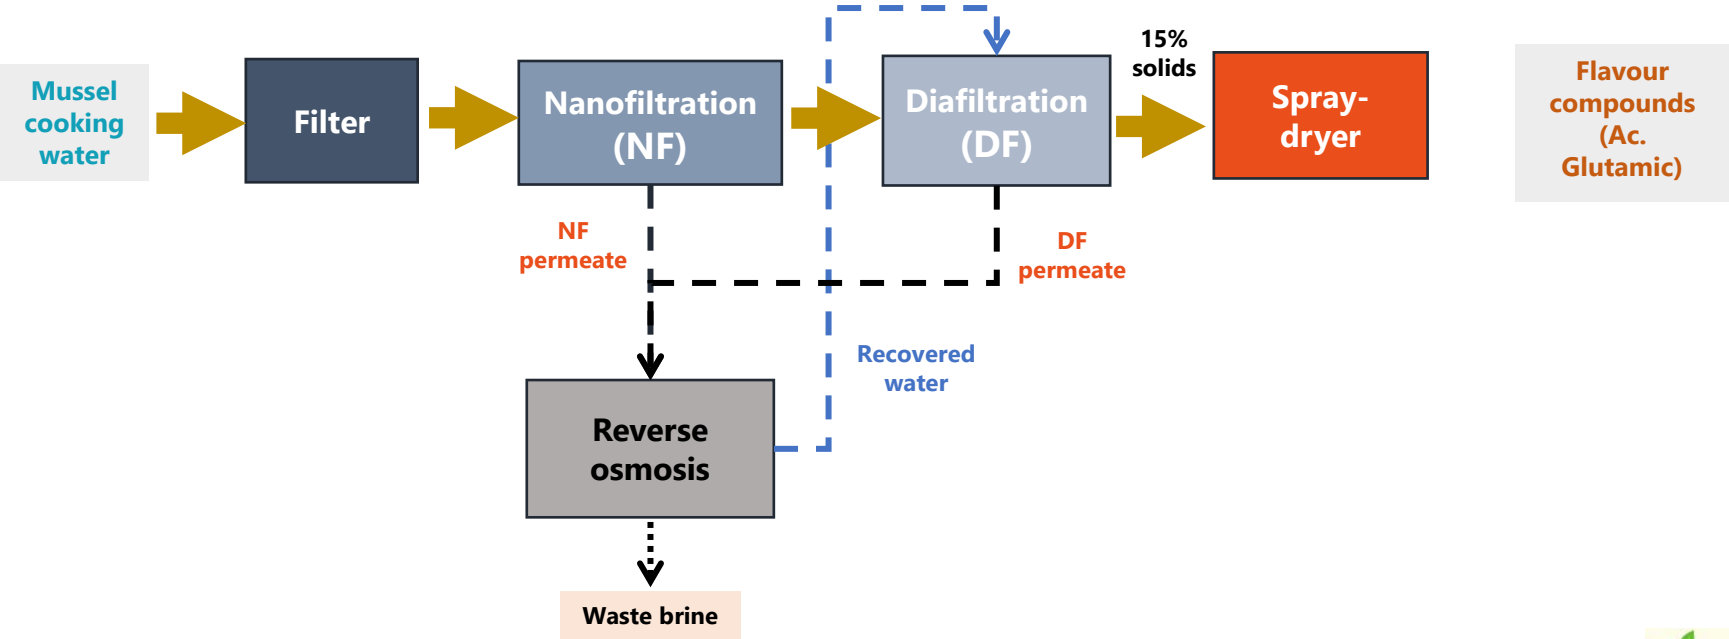 Mussel
cooking
water
Filter
Nanofiltration
(NF)
Diafiltration
(DF)
15%
solids
Spray-
dryer
Flavour
compounds
(Ac.
Glutamic)
NF
permeate
DF
permeate
Recovered
water
Reverse
osmosis
Waste brine